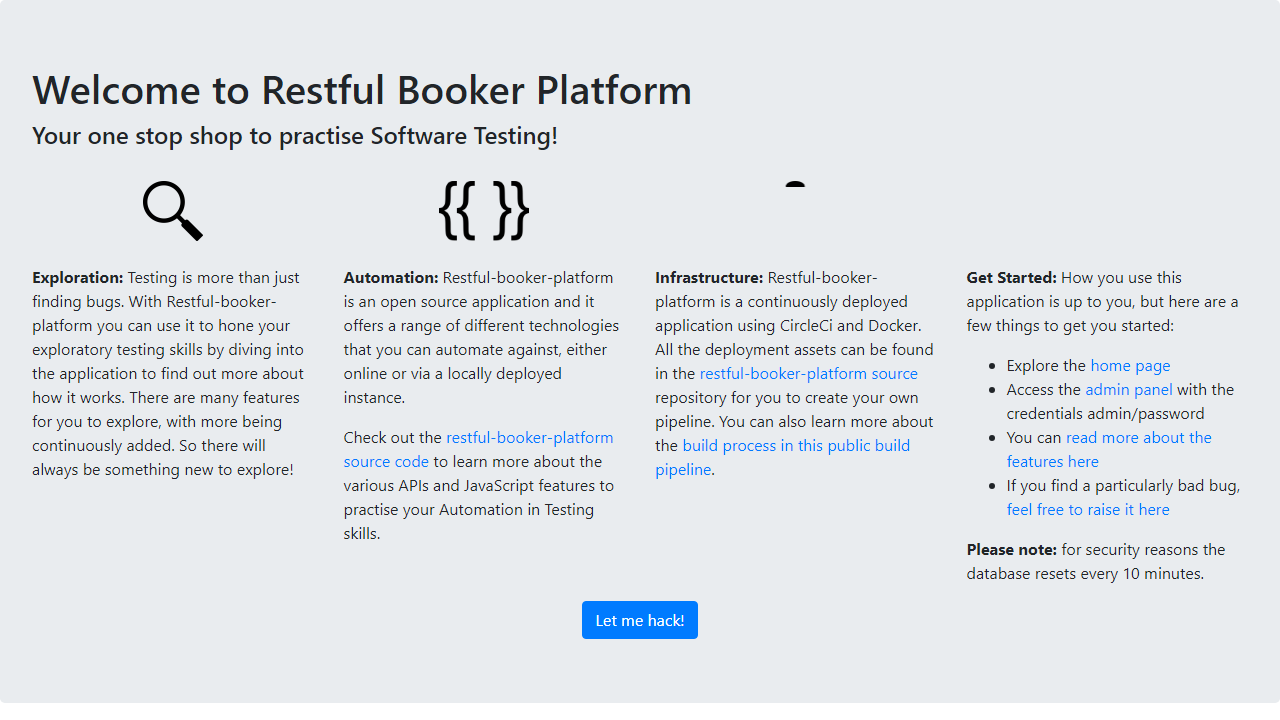 Welcome to Restful Booker Platform
Your one stop shop to practise Software Testing!
{{ }}
Exploration: Testing is more than just
finding bugs. With Restful-booker-
platform you can use it to hone your
exploratory testing skills by diving into
the application to find out more about
how it works. There are many features
for you to explore, with more being
continuously added. So there will
always be something new to explore!
Automation: Restful-booker-platform
is an open source application and it
offers a range of different technologies
that you can automate against, either
online or via a locally deployed
instance.
Check out the restful-booker-platform
source code to learn more about the
various APIs and JavaScript features to
practise your Automation in Testing
skills.
Infrastructure: Restful-booker-
platform is a continuously deployed
application using CircleCi and Docker.
All the deployment assets can be found
in the restful-booker-platform source
repository for you to create your own
pipeline. You can also learn more about
the build process in this public build
pipeline.
Get Started: How you use this
application is up to you, but here are a
few things to get you started:
• Explore the home page
• Access the admin panel with the
credentials admin/password
• You can read more about the
features here
• If you find a particularly bad bug,
feel free to raise it here
Please note: for security reasons the
database resets every 10 minutes.
Let me hack!